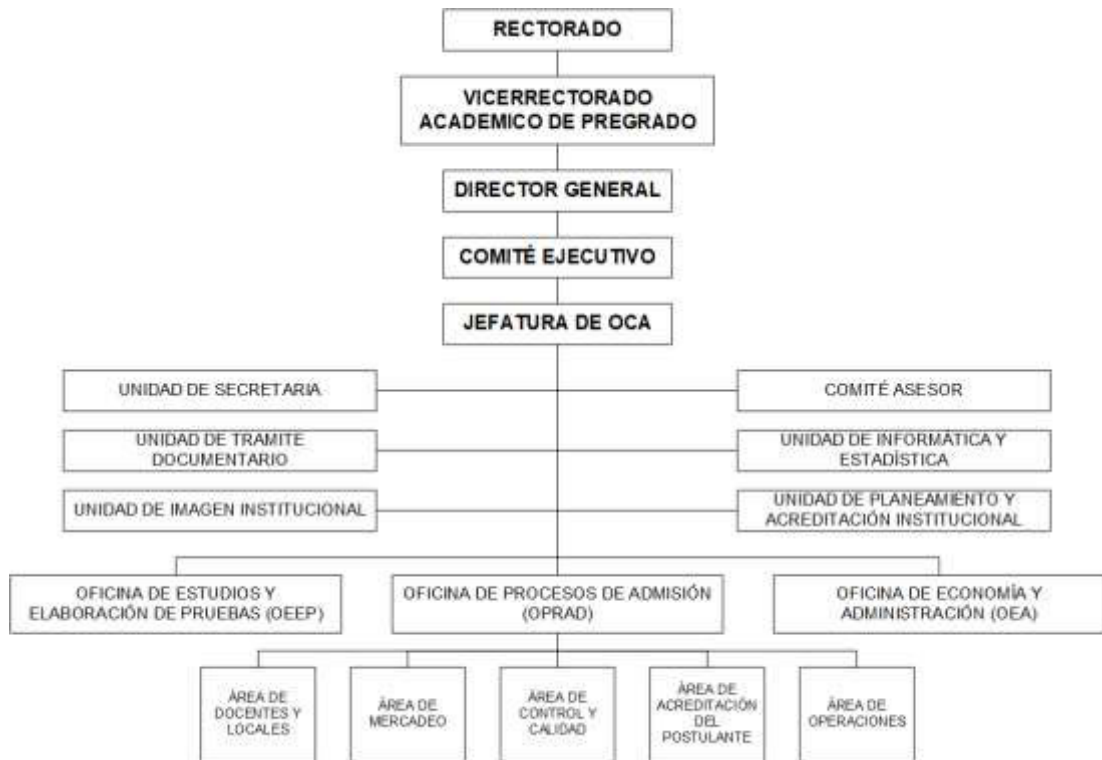 RECTORADO
VICERRECTORADO
ACADEMICO DE PREGRADO
DIRECTOR GENERAL
COMITÉ EJECUTIVO
JEFATURA DE OCA
UNIDAD DE SECRETARIA
COMITÉ ASESOR
UNIDAD DE TRAMITE
DOCUMENTARIO
UNIDAD DE INFORMÁTICA Y
ESTADÍSTICA
UNIDAD DE IMAGEN INSTITUCIONAL
UNIDAD DE PLANEAMIENTO Y
ACREDITACIÓN INSTITUCIONAL
OFICINA DE ESTUDIOS Y
ELABORACIÓN DE PRUEBAS (OEEP)
OFICINA DE PROCESOS DE ADMISIÓN
(OPRAD)
OFICINA DE ECONOMÍA Y
ADMINISTRACIÓN (OEA)
ÁREA DE
DOCENTES Y
LOCALES
ÁREA DE
MERCADEO
ÁREA DE
CONTROL Y
CALIDAD
ÁREA DE
ACREDITACIÓN
DEL
POSTULANTE
ÁREA DE
OPERACIONES